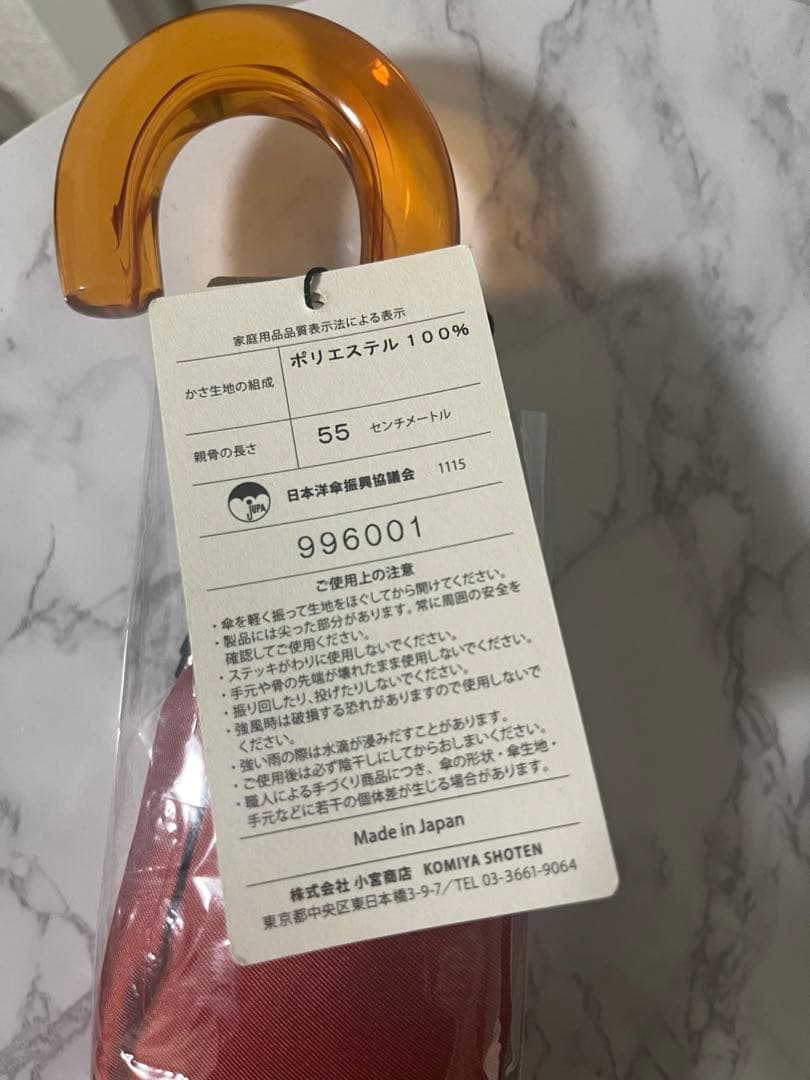 家庭用品品質表示法による表示
かさ生地の組成 ポリエステル 100%
親骨の長さ 55 センチメートル
JUPA 日本洋傘振興協議会 1115
996001
ご使用上の注意
・傘を軽く振って生地をほぐしてから開けてください。
・製品には尖った部分があります。常に周囲の安全を
確認してご使用ください。
・ステッキがわりに使用しないでください。
・手元や骨の先端が壊れたまま使用しないでください。
・振り回したり、投げたりしないでください。
・強風時は破損する恐れがありますので使用しないで
ください。
・強い雨の際は水滴が浸みだすことがあります。
・ご使用後は必ず陰干しにしてからおしまいください。
・職人による手づくり商品につき、傘の形状・傘生地・
手元などに若干の個体差が生じる場合があります。
Made in Japan
株式会社 小宮商店 KOMIYA SHOTEN
東京都中央区東日本橋3-9-7/TEL 03-3661-9064